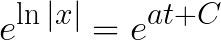 e^{\ln|x|} = e^{at+C}